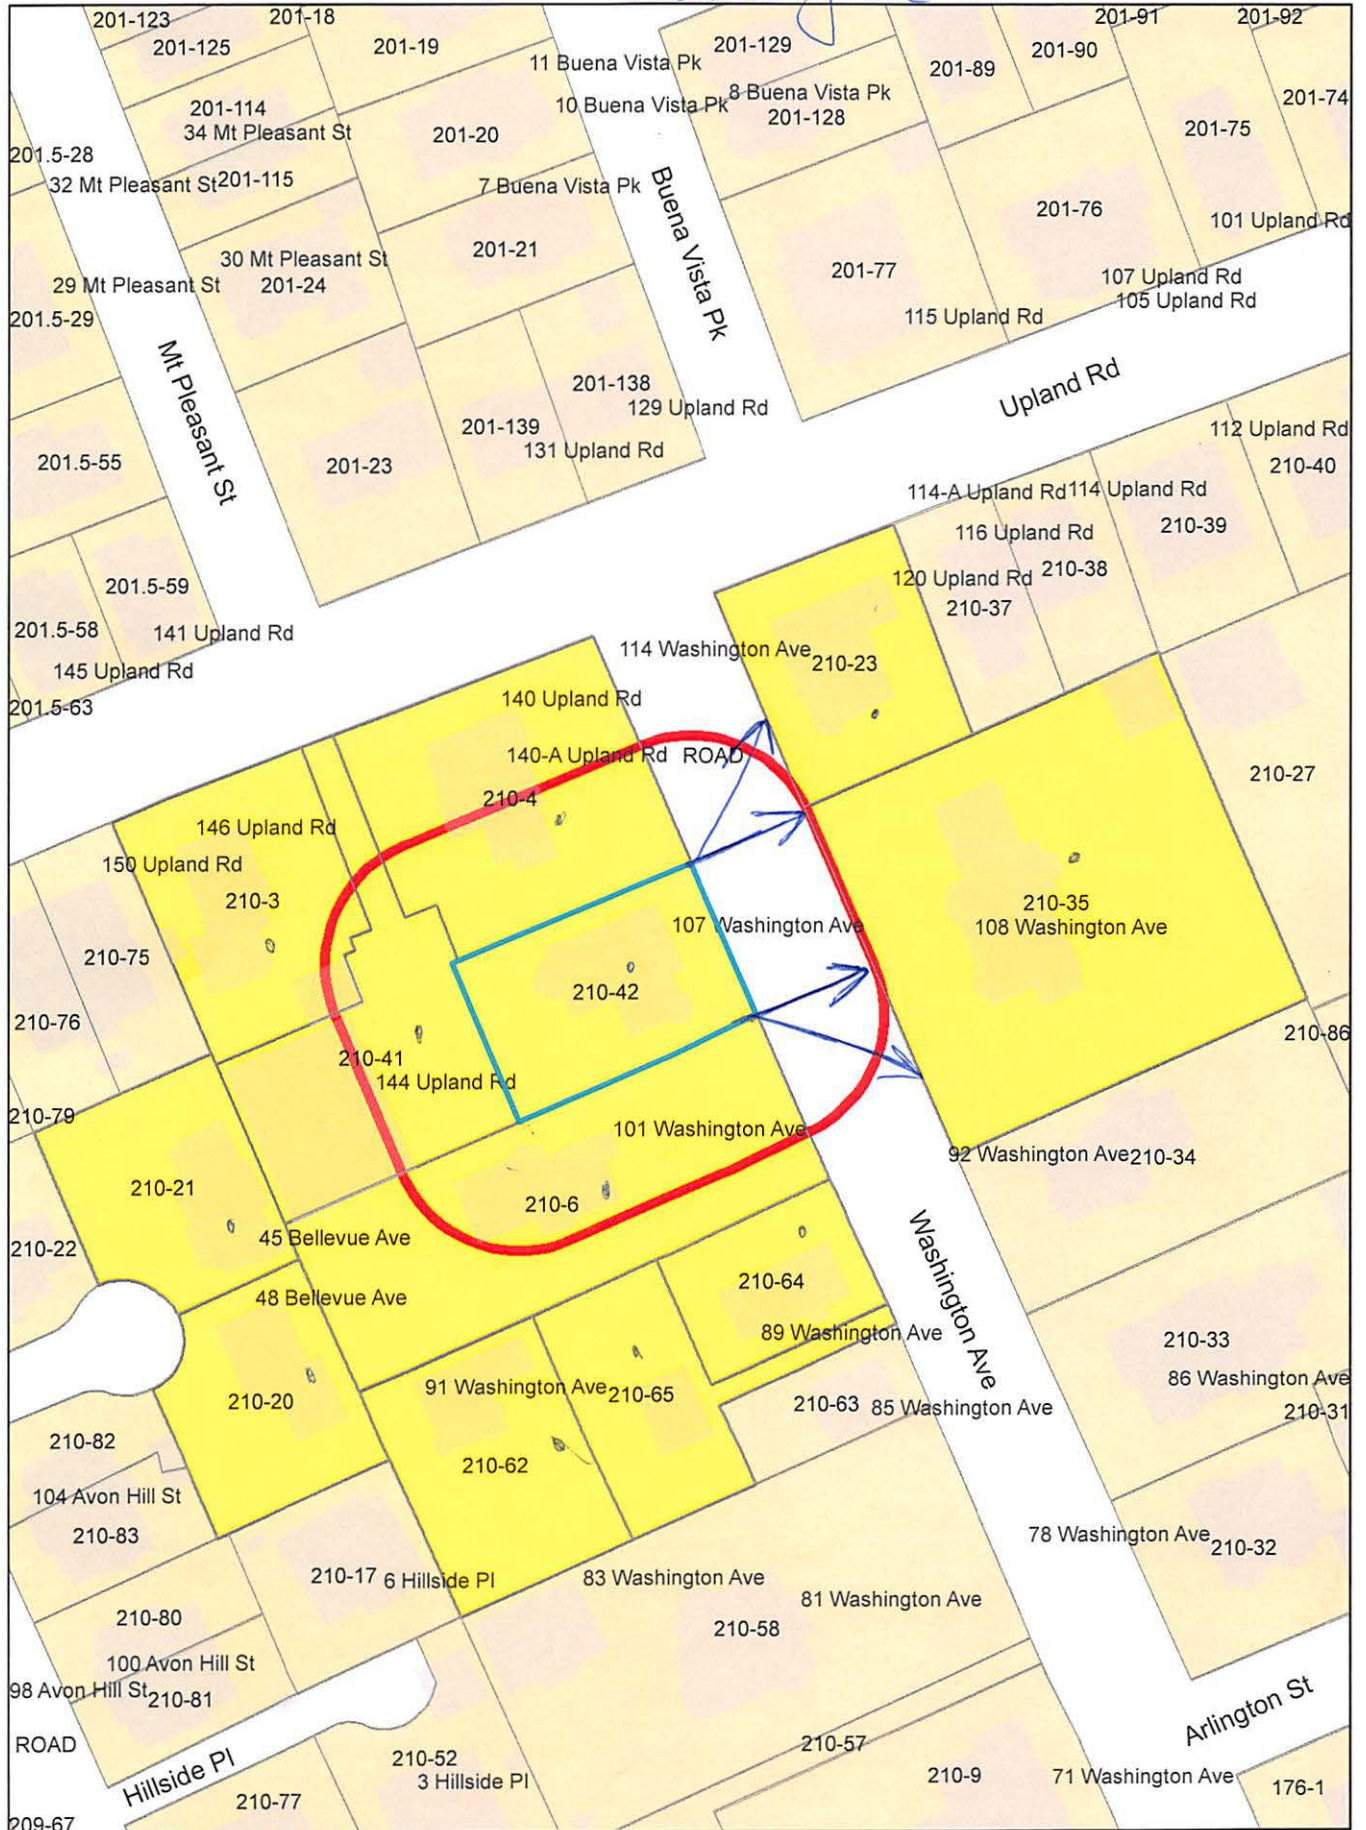 201-123
201-18
201-91
201-92
201-125
201-19
201-129
201-90
11 Buena Vista Pk
201-89
8 Buena Vista Pk
201-74
201-114
10 Buena Vista Pk
201-128
34 Mt Pleasant St
201-20
201-75
201.5-28
32 Mt Pleasant St
201-115
7 Buena Vista Pk
Buena Vista Pk
201-76
101 Upland Rd
30 Mt Pleasant St
201-21
29 Mt Pleasant St
201-24
201-77
107 Upland Rd
105 Upland Rd
201.5-29
115 Upland Rd
Mt Pleasant St
201-138
Upland Rd
129 Upland Rd
201-139
112 Upland Rd
201.5-55
201-23
131 Upland Rd
210-40
114-A Upland Rd
114 Upland Rd
116 Upland Rd
210-39
201.5-59
120 Upland Rd
210-38
210-37
201.5-58
141 Upland Rd
114 Washington Ave
210-23
145 Upland Rd
140 Upland Rd
201.5-63
140-A Upland Rd
ROAD
210-27
210-4
146 Upland Rd
150 Upland Rd
210-3
210-35
107 Washington Ave
108 Washington Ave
210-75
210-42
210-76
210-86
210-41
144 Upland Rd
210-79
101 Washington Ave
92 Washington Ave
210-34
210-21
210-6
210-22
45 Bellevue Ave
Washington Ave
210-64
48 Bellevue Ave
89 Washington Ave
210-33
91 Washington Ave
210-65
86 Washington Ave
210-20
210-63
85 Washington Ave
210-31
210-82
210-62
104 Avon Hill St
210-83
78 Washington Ave
210-32
210-17
6 Hillside Pl
83 Washington Ave
81 Washington Ave
210-80
210-58
100 Avon Hill St
98 Avon Hill St
210-81
Arlington St
ROAD
Hillside Pl
210-52
210-57
3 Hillside Pl
210-9
71 Washington Ave
176-1
210-77
209-67